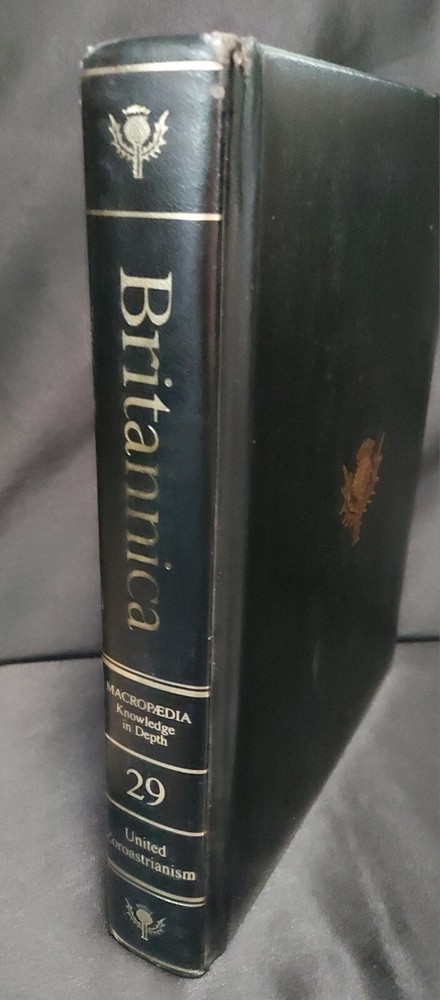 Britannica
MACROPÆDIA
Knowledge
in Depth
29
United
Zoroastrianism